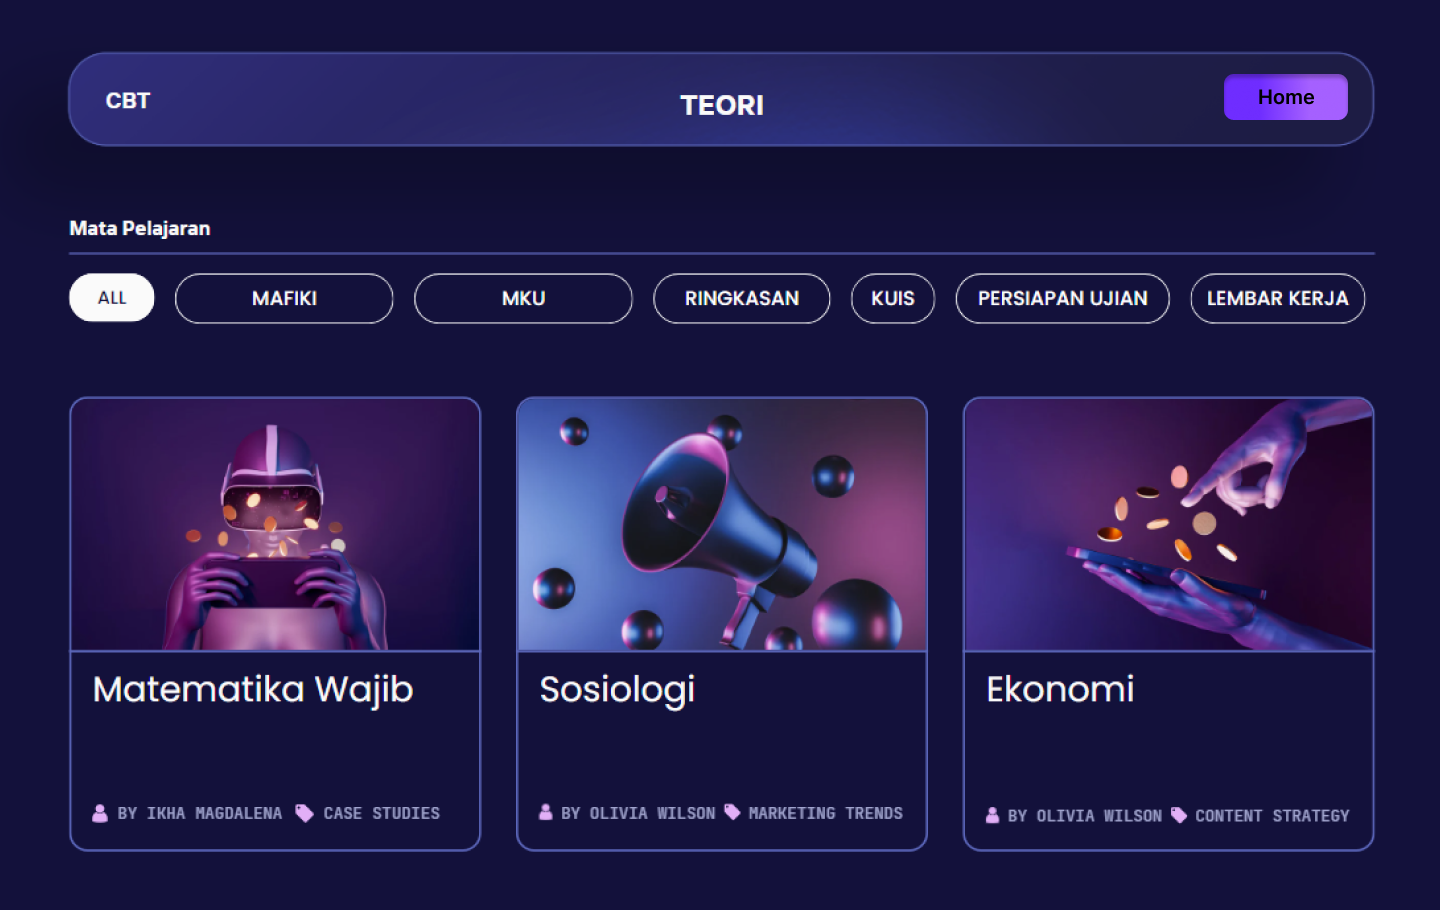 CBT
TEORI
Home
Mata Pelajaran
ALL
MAFIKI
MKU
RINGKASAN
KUIS
PERSIAPAN UJIAN
LEMBAR KERJA
Matematika Wajib
BY IKHA MAGDALENA
CASE STUDIES
Sosiologi
BY OLIVIA WILSON
MARKETING TRENDS
Ekonomi
BY OLIVIA WILSON
CONTENT STRATEGY